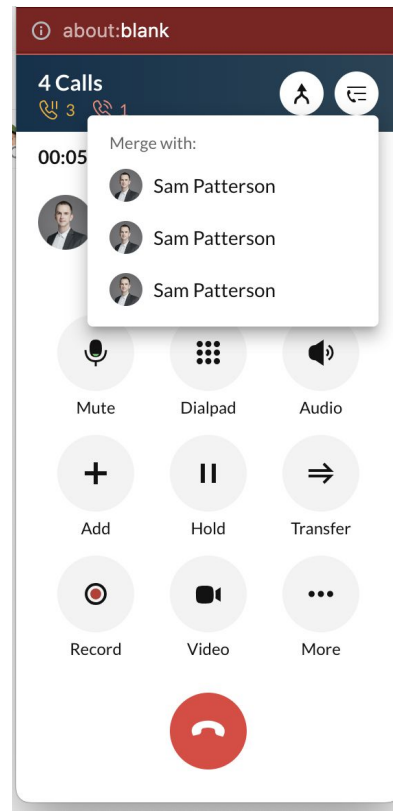 about:blank
4 Calls
3 1
00:05
Merge with:
Sam Patterson
Sam Patterson
Sam Patterson
Mute Dialpad Audio
Add Hold Transfer
Record Video More